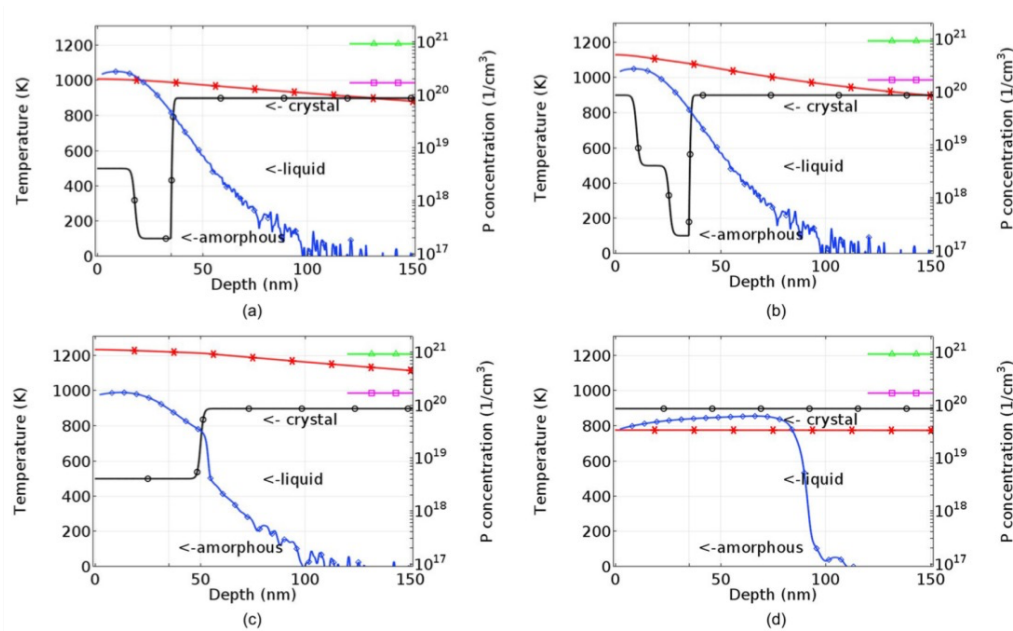 1200
1000
800
600
400
200
0
Temperature (K)
<- crystal
<-liquid
<-amorphous
10^21
10^20
10^19
10^18
10^17
P concentration (1/cm^3)
0 50 100 150
Depth (nm)
(a)
1200
1000
800
600
400
200
0
Temperature (K)
<- crystal
<-liquid
<-amorphous
10^21
10^20
10^19
10^18
10^17
P concentration (1/cm^3)
0 50 100 150
Depth (nm)
(b)
1200
1000
800
600
400
200
0
Temperature (K)
<- crystal
<-liquid
<-amorphous
10^21
10^20
10^19
10^18
10^17
P concentration (1/cm^3)
0 50 100 150
Depth (nm)
(c)
1200
1000
800
600
400
200
0
Temperature (K)
<- crystal
<-liquid
<-amorphous
10^21
10^20
10^19
10^18
10^17
P concentration (1/cm^3)
0 50 100 150
Depth (nm)
(d)